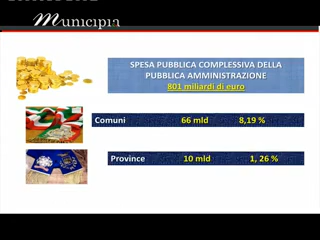 Municipia
SPESA PUBBLICA COMPLESSIVA DELLA
PUBBLICA AMMINISTRAZIONE
801 miliardi di euro
Comuni 66 mld 8,19 %
Province 10 mld 1, 26 %